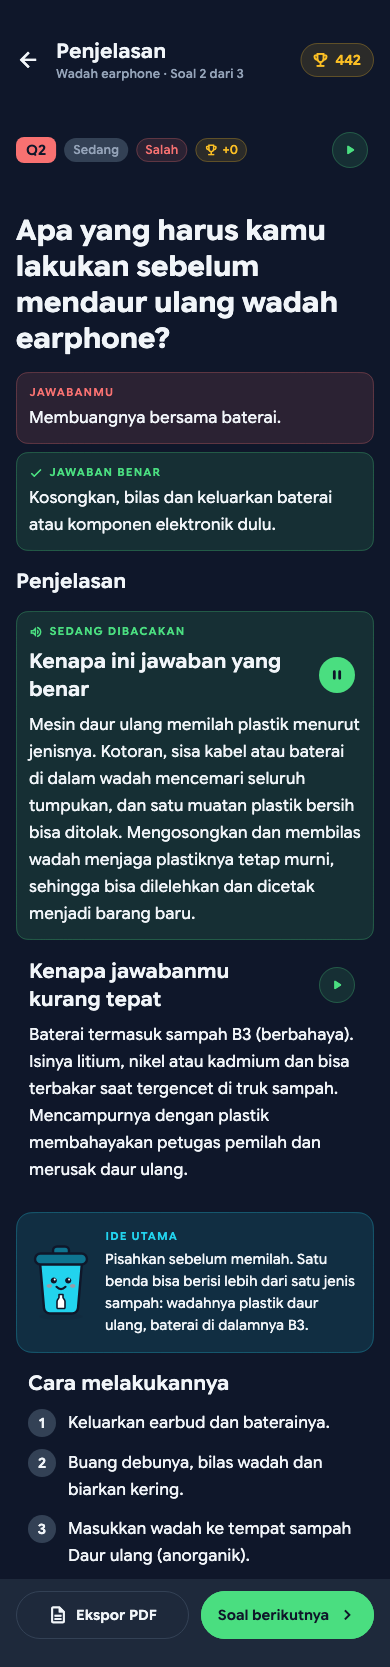 Penjelasan
Wadah earphone · Soal 2 dari 3
442
Q2
Sedang
Salah
+0
Apa yang harus kamu
lakukan sebelum
mendaur ulang wadah
earphone?
JAWABANMU
Membuangnya bersama baterai.
JAWABAN BENAR
Kosongkan, bilas dan keluarkan baterai
atau komponen elektronik dulu.
Penjelasan
SEDANG DIBACAKAN
Kenapa ini jawaban yang
benar
Mesin daur ulang memilah plastik menurut
jenisnya. Kotoran, sisa kabel atau baterai
di dalam wadah mencemari seluruh
tumpukan, dan satu muatan plastik bersih
bisa ditolak. Mengosongkan dan membilas
wadah menjaga plastiknya tetap murni,
sehingga bisa dilelehkan dan dicetak
menjadi barang baru.
Kenapa jawabanmu
kurang tepat
Baterai termasuk sampah B3 (berbahaya).
Isinya litium, nikel atau kadmium dan bisa
terbakar saat tergencet di truk sampah.
Mencampurnya dengan plastik
membahayakan petugas pemilah dan
merusak daur ulang.
IDE UTAMA
Pisahkan sebelum memilah. Satu
benda bisa berisi lebih dari satu jenis
sampah: wadahnya plastik daur
ulang, baterai di dalamnya B3.
Cara melakukannya
1 Keluarkan earbud dan baterainya.
2 Buang debunya, bilas wadah dan
biarkan kering.
3 Masukkan wadah ke tempat sampah
Daur ulang (anorganik).
Ekspor PDF
Soal berikutnya